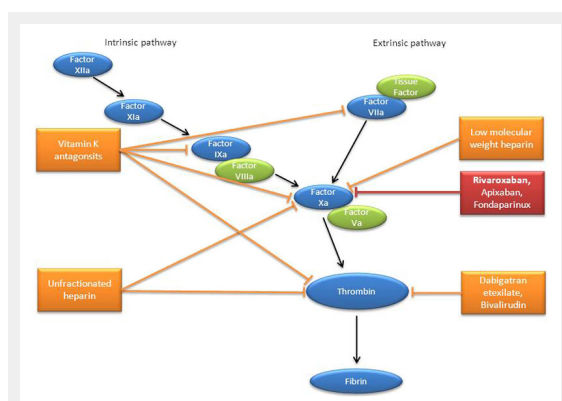 Intrinsic pathway
Extrinsic pathway
Factor
XIIa
Tissue
Factor
Factor
XIa
Factor
VIIa
Vitamin K
antagonsits
Low molecular
weight heparin
Factor
IXa
Factor
VIIIa
Factor
Xa
Rivaroxaban,
Apixaban,
Fondaparinux
Factor
Va
Unfractionated
heparin
Thrombin
Dabigatran
etexilate,
Bivalirudin
Fibrin